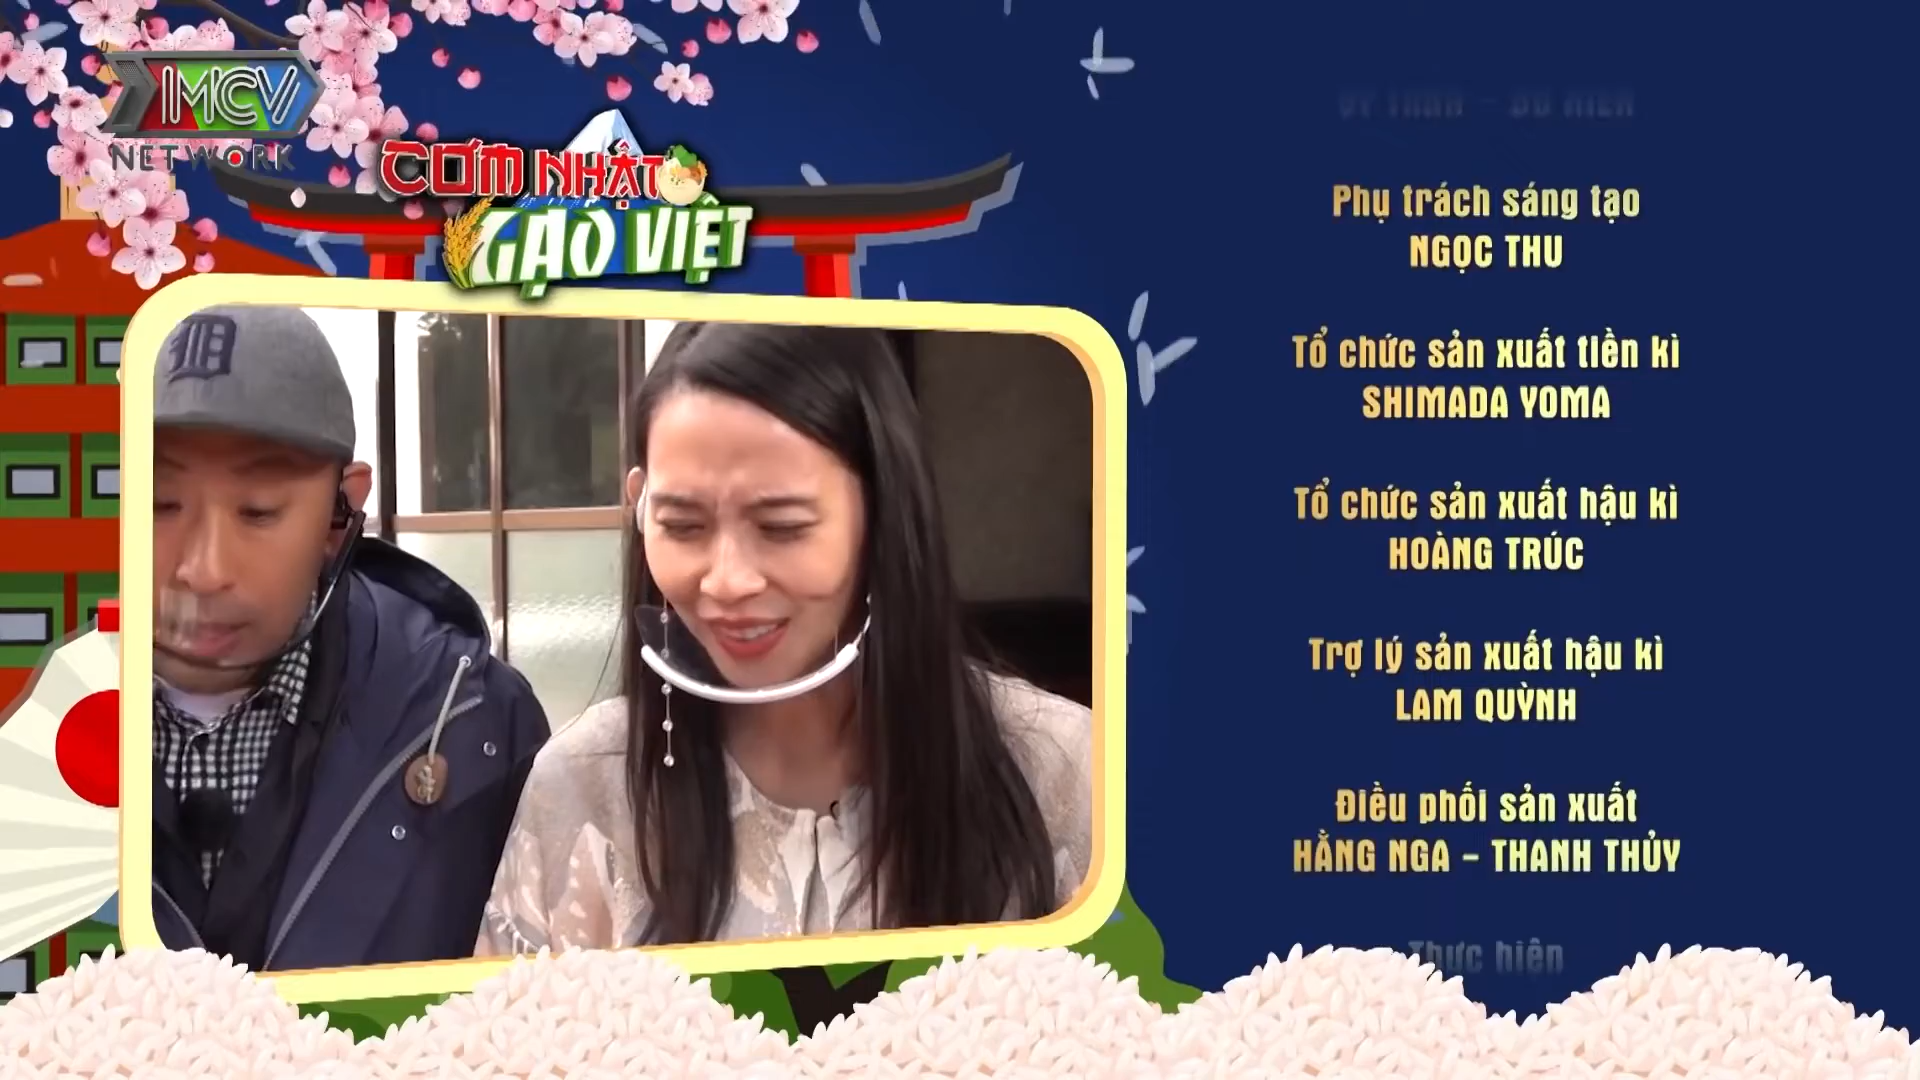 MCV
NETWORK
CƠM NHẬT
GẠO VIỆT
Phụ trách sáng tạo
NGỌC THU
Tổ chức sản xuất tiền kì
SHIMADA YOMA
Tổ chức sản xuất hậu kì
HOÀNG TRÚC
Trợ lý sản xuất hậu kì
LAM QUỲNH
Điều phối sản xuất
HẰNG NGA – THANH THỦY
Thực hiện